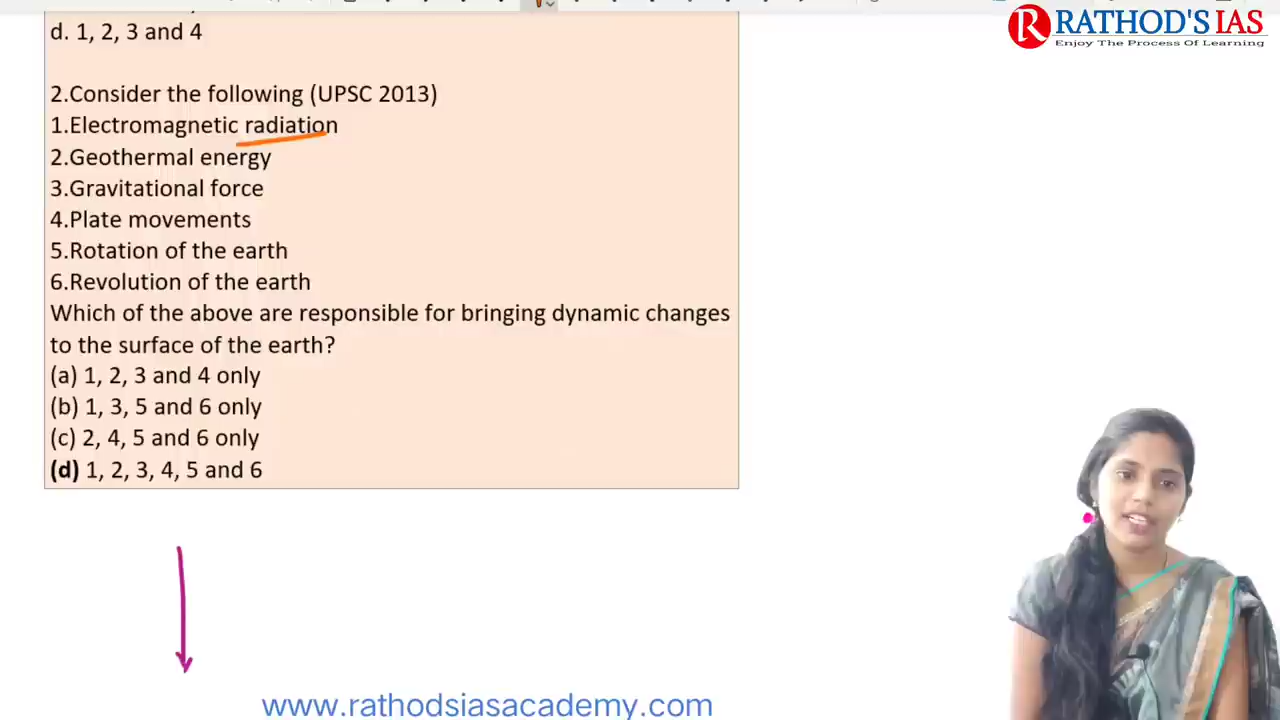 d. 1, 2, 3 and 4
RATHOD'S IAS
Enjoy The Process Of Learning
2.Consider the following (UPSC 2013)
1.Electromagnetic radiation
2.Geothermal energy
3.Gravitational force
4.Plate movements
5.Rotation of the earth
6.Revolution of the earth
Which of the above are responsible for bringing dynamic changes
to the surface of the earth?
(a) 1, 2, 3 and 4 only
(b) 1, 3, 5 and 6 only
(c) 2, 4, 5 and 6 only
(d) 1, 2, 3, 4, 5 and 6
www.rathodsiasacademy.com